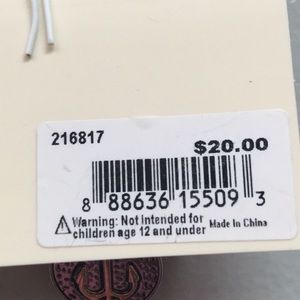 216817
$20.00
8 88636 15509 3
Warning: Not Intended for
children age 12 and under
Made In China